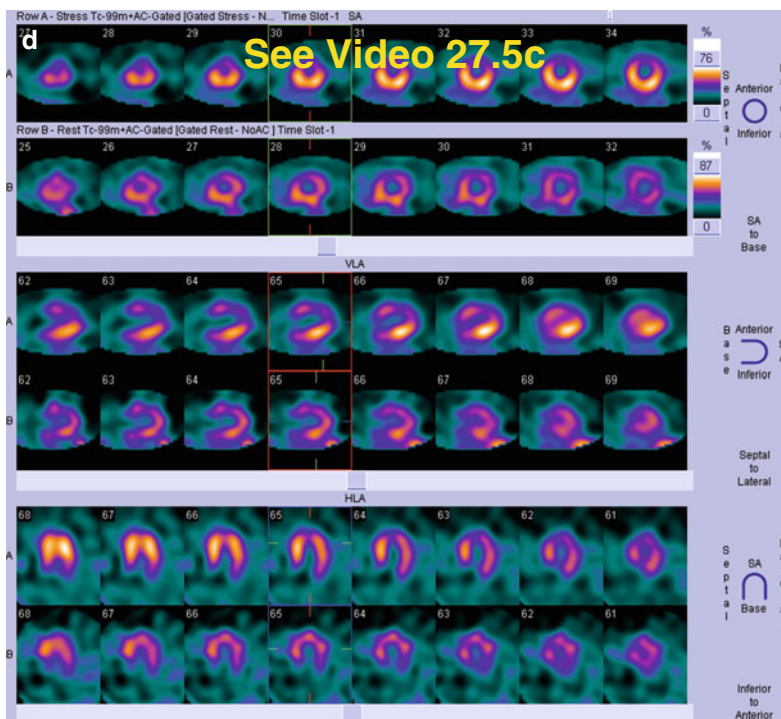 Row A - Stress Tc-99m+AC-Gated [Gated Stress - N... Time Slot-1 SA
d
See Video 27.5c
27 28 29 30 31 32 33 34
A
%
76
0
Septal
Anterior
Inferior
Row B - Rest Tc-99m+AC-Gated [Gated Rest - NoAC ] Time Slot-1
25 26 27 28 29 30 31 32
B
%
87
0
SA
to
Base
VLA
62 63 64 65 66 67 68 69
A
Base
Anterior
Inferior
62 63 64 65 66 67 68 69
B
Septal
to
Lateral
HLA
68 67 66 65 64 63 62 61
A
Septal
SA
Base
68 67 66 65 64 63 62 61
B
Inferior
to
Anterior